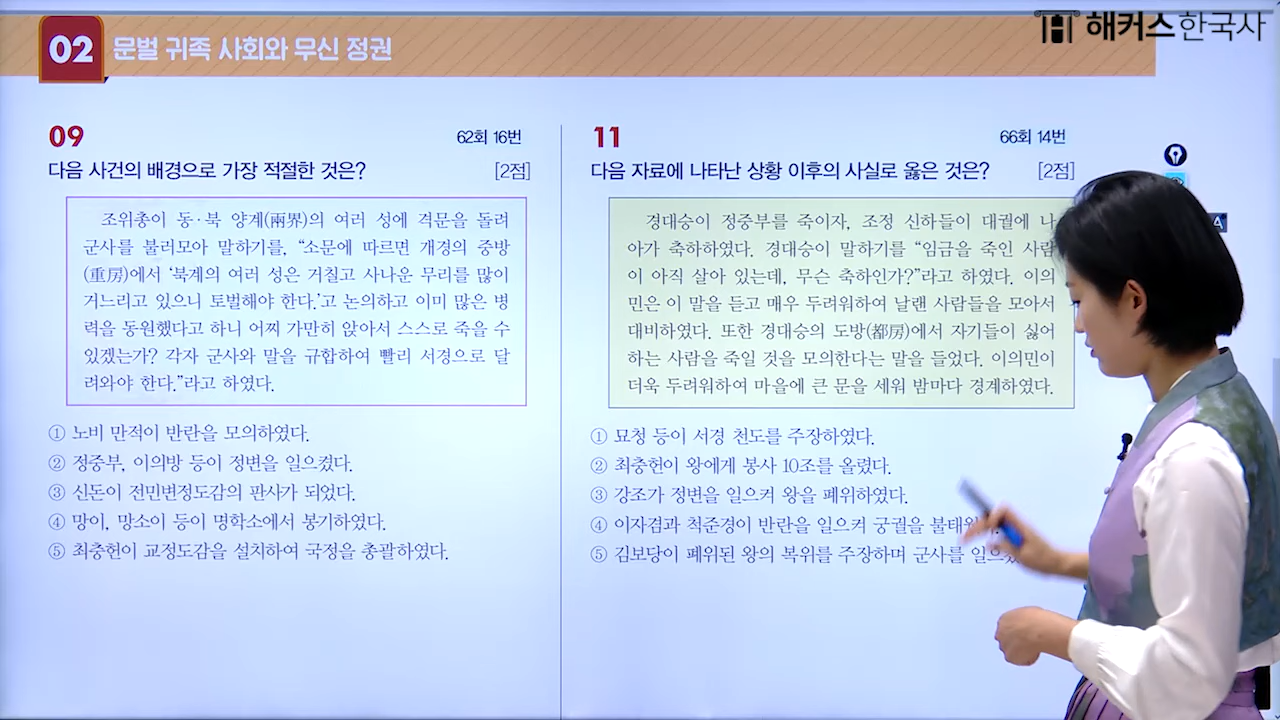 해커스한국사
02 문벌 귀족 사회와 무신 정권
09 62회 16번
다음 사건의 배경으로 가장 적절한 것은? [2점]
조위총이 동·북 양계(兩界)의 여러 성에 격문을 돌려
군사를 불러모아 말하기를, “소문에 따르면 개경의 중방
(重房)에서 ‘북계의 여러 성은 거칠고 사나운 무리를 많이
거느리고 있으니 토벌해야 한다.’고 논의하고 이미 많은 병
력을 동원했다고 하니 어찌 가만히 앉아서 스스로 죽을 수
있겠는가? 각자 군사와 말을 규합하여 빨리 서경으로 달
려와야 한다.”라고 하였다.
① 노비 만적이 반란을 모의하였다.
② 정중부, 이의방 등이 정변을 일으켰다.
③ 신돈이 전민변정도감의 판사가 되었다.
④ 망이, 망소이 등이 명학소에서 봉기하였다.
⑤ 최충헌이 교정도감을 설치하여 국정을 총괄하였다.
11 66회 14번
다음 자료에 나타난 상황 이후의 사실로 옳은 것은? [2점]
경대승이 정중부를 죽이자, 조정 신하들이 대궐에 나
아가 축하하였다. 경대승이 말하기를 “임금을 죽인 사람
이 아직 살아 있는데, 무슨 축하인가?”라고 하였다. 이의
민은 이 말을 듣고 매우 두려워하여 날랜 사람들을 모아서
대비하였다. 또한 경대승의 도방(都房)에서 자기들이 싫어
하는 사람을 죽일 것을 모의한다는 말을 들었다. 이의민이
더욱 두려워하여 마을에 큰 문을 세워 밤마다 경계하였다.
① 묘청 등이 서경 천도를 주장하였다.
② 최충헌이 왕에게 봉사 10조를 올렸다.
③ 강조가 정변을 일으켜 왕을 폐위하였다.
④ 이자겸과 척준경이 반란을 일으켜 궁궐을
⑤ 김보당이 폐위된 왕의 복위를 주장하며 군사를
A